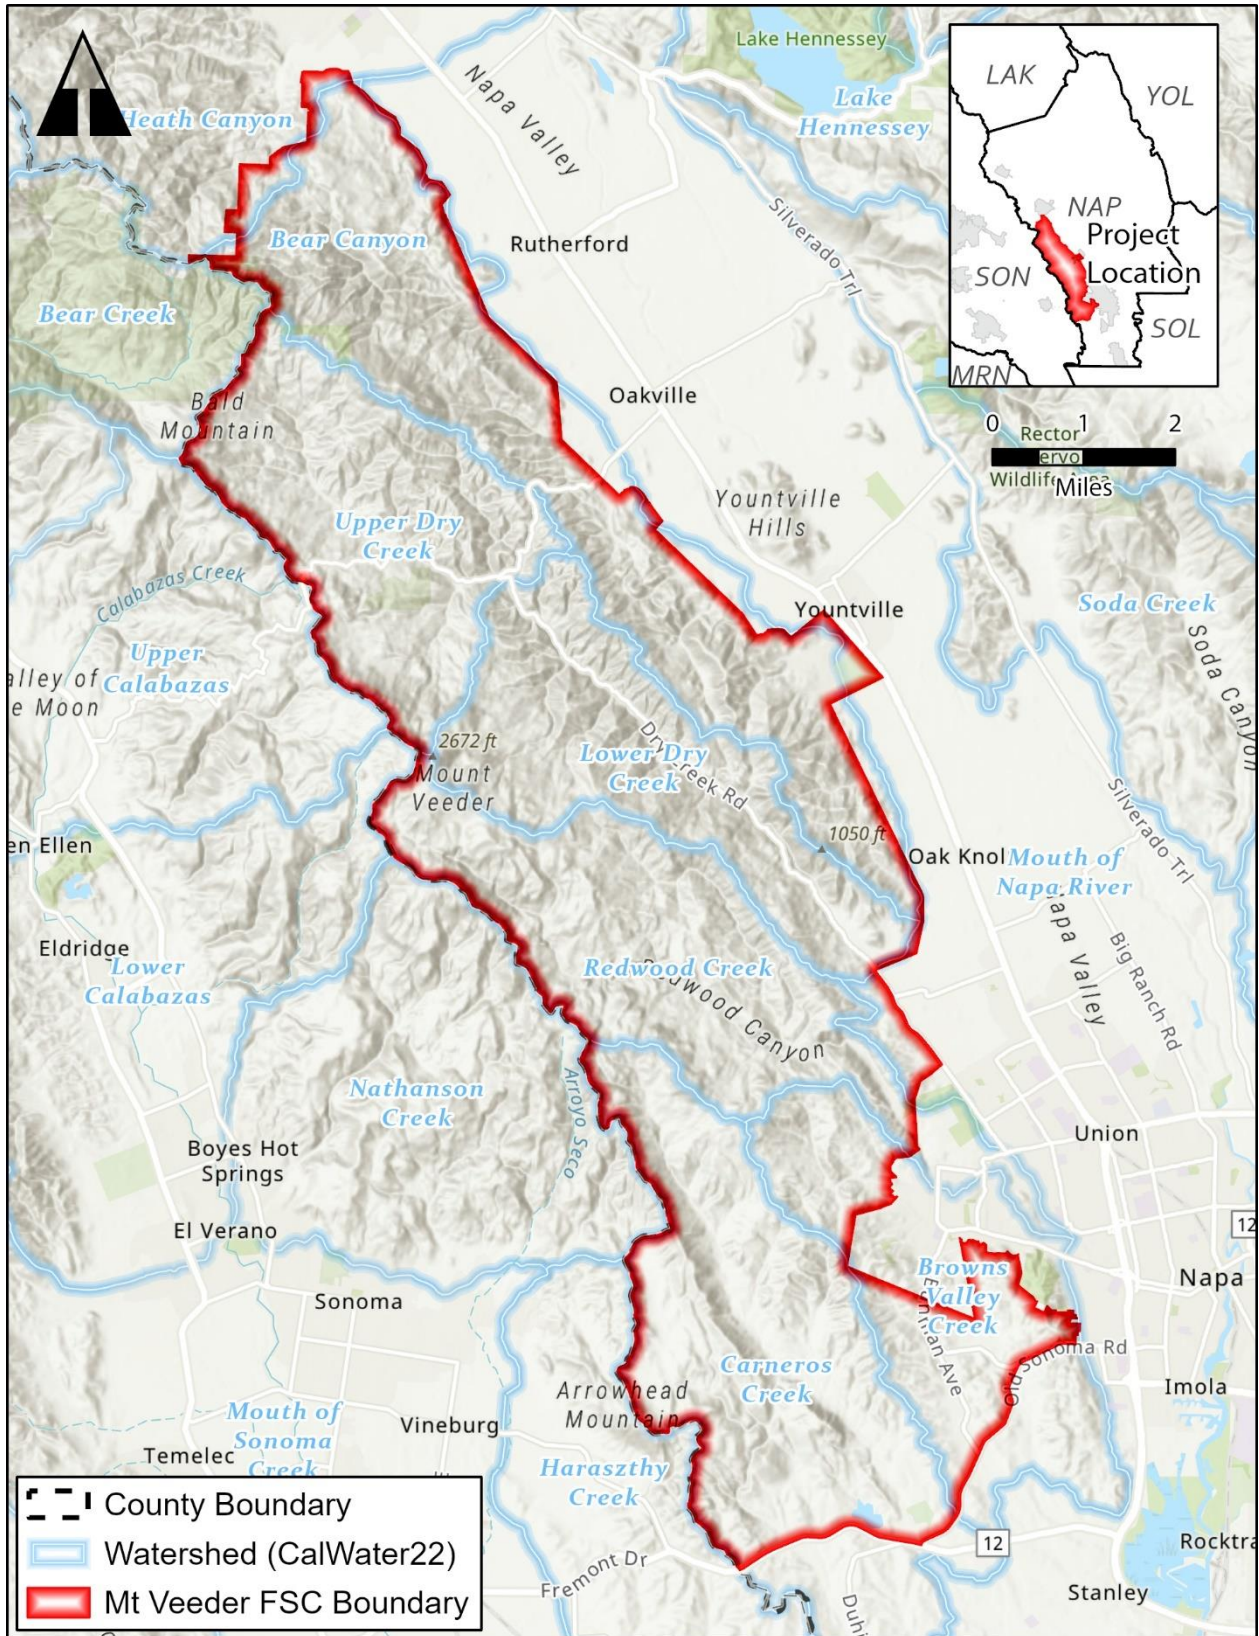 Lake Hennessey
Napa
Valley
Lake
Hennessey
Heath Canyon
LAK
YOL
NAP
Project
Location
SON
SOL
MRN
Silverado Trl
Bear Canyon
Rutherford
Bear Creek
Bald
Mountain
Oakville
0 1 2
Rector
Miles
Yountville
Hills
Upper Dry
Creek
Calabazas Creek
Yountville
Soda Creek
Soda Canyon
Upper
Calabazas
alley of
e Moon
2672 ft
Mount
Veeder
Lower Dry
Creek
Dry Creek Rd
Silverado Trl
1050 ft
en Ellen
Oak Knol
Mouth of
Napa River
Napa Valley
Big Ranch Rd
Eldridge
Lower
Calabazas
Redwood Creek
Redwood Canyon
Nathanson
Creek
Arroyo Seco
Union
Boyes Hot
Springs
El Verano
12
Browns
Valley
Creek
Napa
Sonoma
Old Sonoma Rd
Carneros
Creek
Imola
Arrowhead
Mountain
Mouth of
Sonoma
Creek
Vineburg
Temelec
Haraszthy
Creek
12
Fremont Dr
Rocktra
Stanley
Duhi
County Boundary
Watershed (CalWater22)
Mt Veeder FSC Boundary